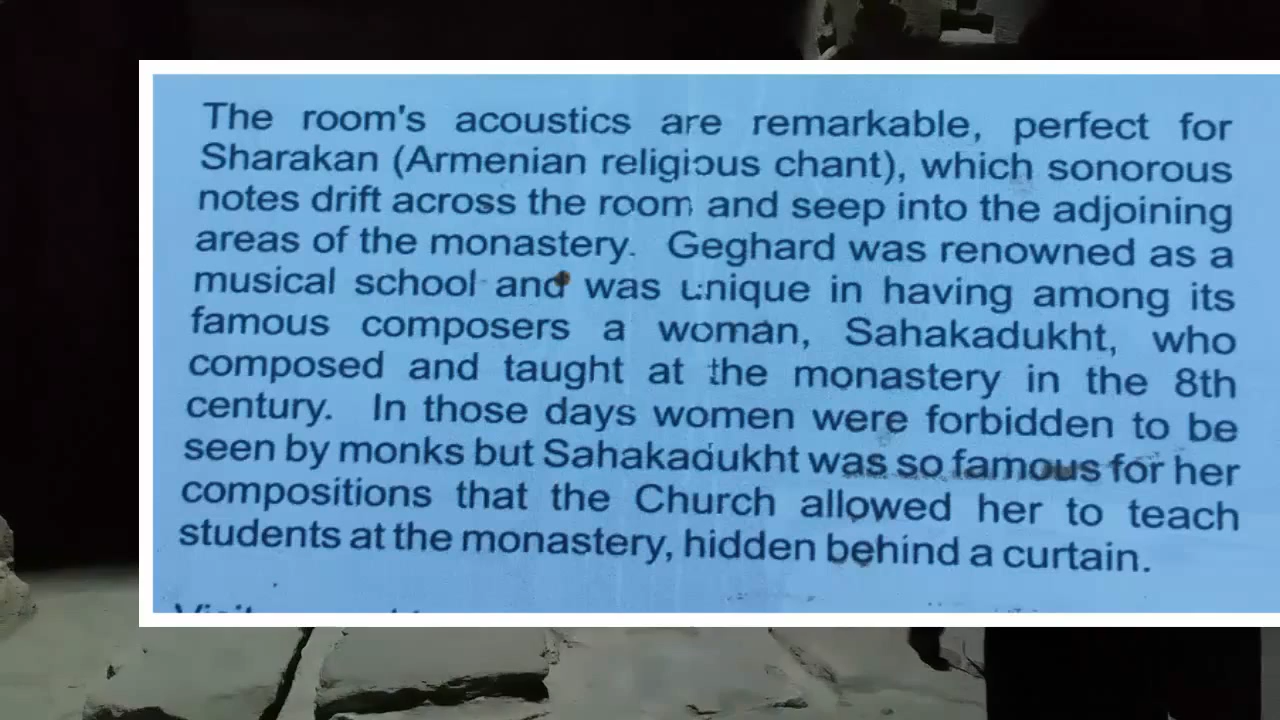 The room's acoustics are remarkable, perfect for
Sharakan (Armenian religious chant), which sonorous
notes drift across the room and seep into the adjoining
areas of the monastery. Geghard was renowned as a
musical school and was unique in having among its
famous composers a woman, Sahakadukht, who
composed and taught at the monastery in the 8th
century. In those days women were forbidden to be
seen by monks but Sahakadukht was so famous for her
compositions that the Church allowed her to teach
students at the monastery, hidden behind a curtain.